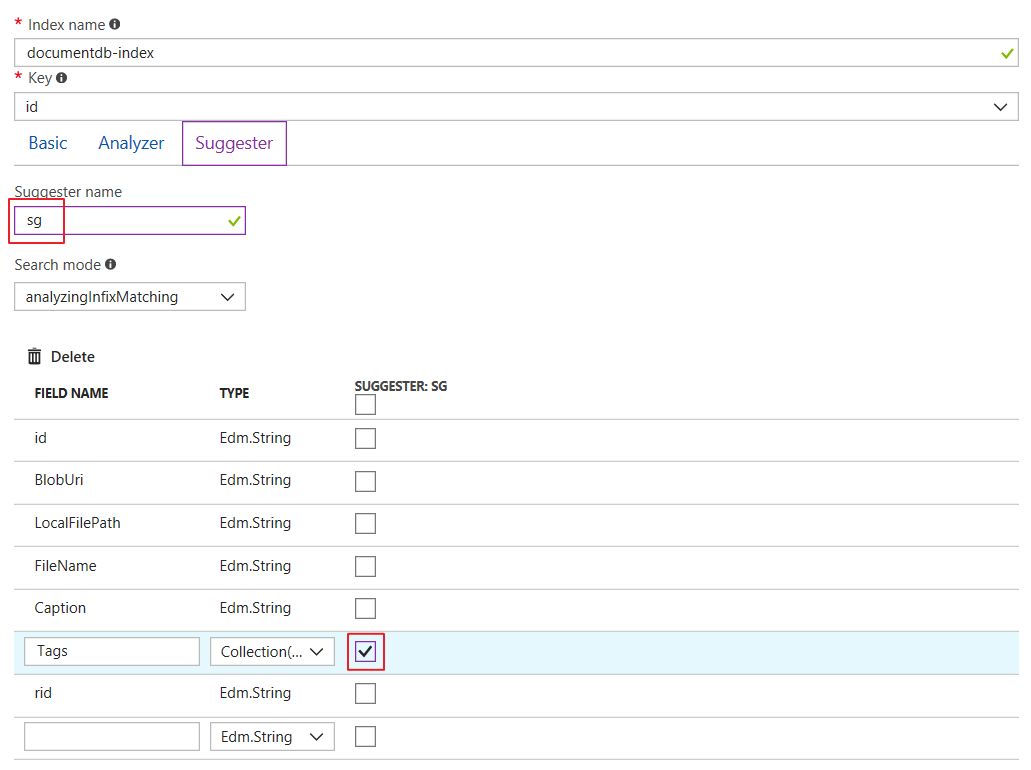 * Index name
documentdb-index
* Key
id
Basic Analyzer Suggester
Suggester name
sg
Search mode
analyzingInfixMatching
Delete
FIELD NAME TYPE SUGGESTER: SG
id Edm.String
BlobUri Edm.String
LocalFilePath Edm.String
FileName Edm.String
Caption Edm.String
Tags Collection(...
rid Edm.String
Edm.String